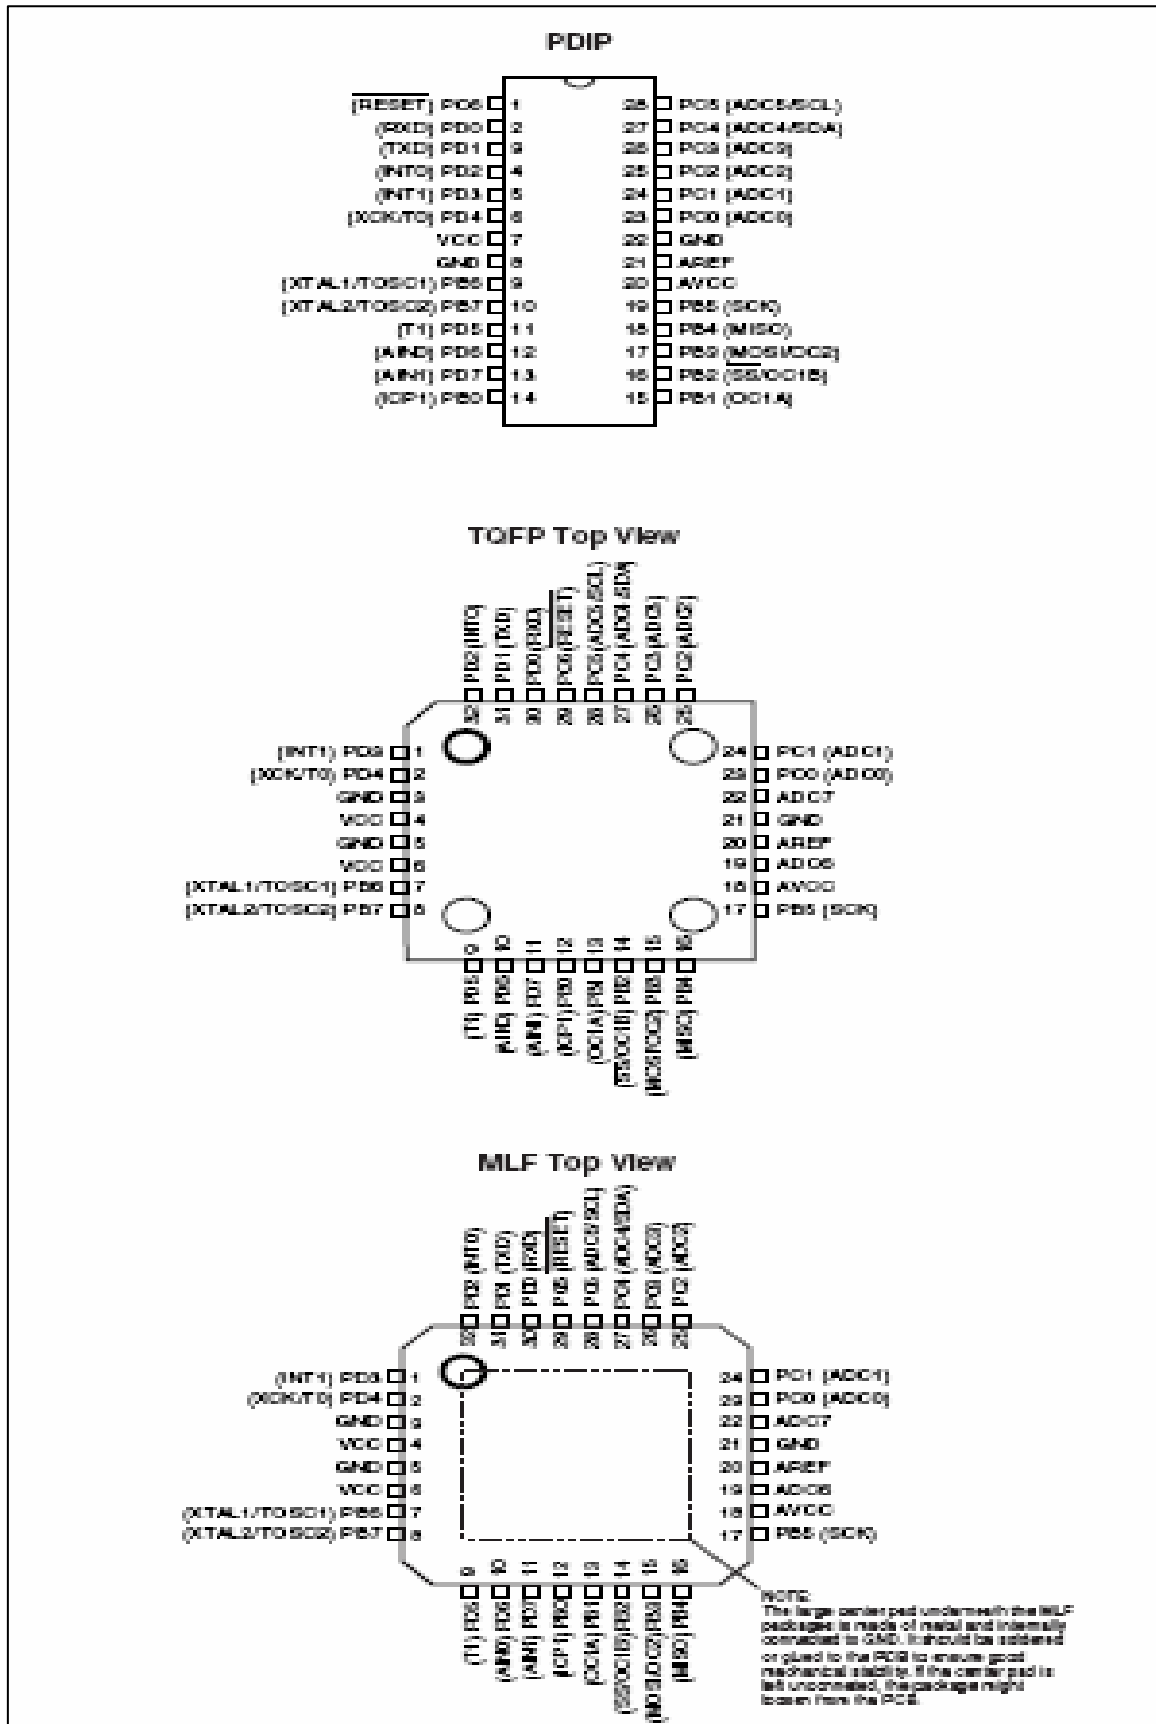 PDIP
(RESET) PC6 1 28 PC5 (ADC5/SCL)
(RXD) PD0 2 27 PC4 (ADC4/SDA)
(TXD) PD1 3 26 PC3 (ADC3)
(INT0) PD2 4 25 PC2 (ADC2)
(INT1) PD3 5 24 PC1 (ADC1)
(XCK/T0) PD4 6 23 PC0 (ADC0)
VCC 7 22 GND
GND 8 21 AREF
(XTAL1/TOSC1) PB6 9 20 AVCC
(XTAL2/TOSC2) PB7 10 19 PB5 (SCK)
(T1) PD5 11 18 PB4 (MISO)
(AIN0) PD6 12 17 PB3 (MOSI/OC2)
(AIN1) PD7 13 16 PB2 (SS/OC1B)
(ICP1) PB0 14 15 PB1 (OC1A)
TQFP Top View
32 PD2 (INT0)
31 PD1 (TXD)
30 PD0 (RXD)
29 PC6 (RESET)
28 PC5 (ADC5/SCL)
27 PC4 (ADC4/SDA)
26 PC3 (ADC3)
25 PC2 (ADC2)
(INT1) PD3 1 24 PC1 (ADC1)
(XCK/T0) PD4 2 23 PC0 (ADC0)
GND 3 22 ADC7
VCC 4 21 GND
GND 5 20 AREF
VCC 6 19 ADC6
(XTAL1/TOSC1) PB6 7 18 AVCC
(XTAL2/TOSC2) PB7 8 17 PB5 (SCK)
(T1) PD5 9
(AIN0) PD6 10
(AIN1) PD7 11
(ICP1) PB0 12
(OC1A) PB1 13
(SS/OC1B) PB2 14
(MOSI/OC2) PB3 15
(MISO) PB4 16
MLF Top View
32 PD2 (INT0)
31 PD1 (TXD)
30 PD0 (RXD)
29 PC6 (RESET)
28 PC5 (ADC5/SCL)
27 PC4 (ADC4/SDA)
26 PC3 (ADC3)
25 PC2 (ADC2)
(INT1) PD3 1 24 PC1 (ADC1)
(XCK/T0) PD4 2 23 PC0 (ADC0)
GND 3 22 ADC7
VCC 4 21 GND
GND 5 20 AREF
VCC 6 19 ADC6
(XTAL1/TOSC1) PB6 7 18 AVCC
(XTAL2/TOSC2) PB7 8 17 PB5 (SCK)
(T1) PD5 9
(AIN0) PD6 10
(AIN1) PD7 11
(ICP1) PB0 12
(OC1A) PB1 13
(SS/OC1B) PB2 14
(MOSI/OC2) PB3 15
(MISO) PB4 16
NOTE:
The large center pad underneath the MLF
packages is made of metal and internally
connected to GND. It should be soldered
or glued to the PCB to ensure good
mechanical stability. If the center pad is
left unconneted, the package might
loosen from the PCB.